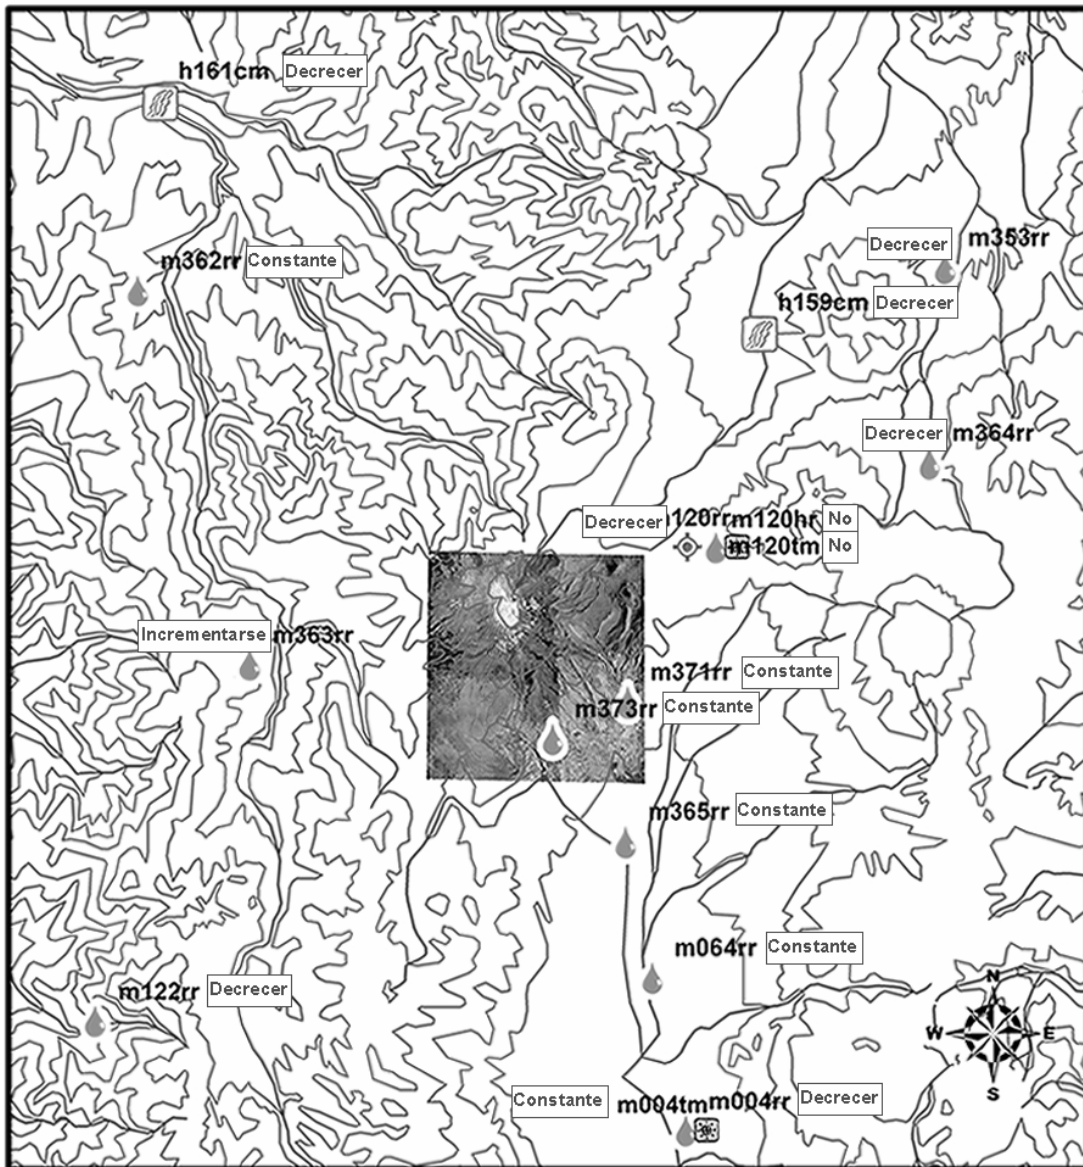 h161cm Decrecer
Decrecer m353rr
m362rr Constante
h159cm Decrecer
Decrecer m364rr
Decrecer 120rr m120hr No
m120tm No
Incrementarse m363rr
m371rr Constante
m373rr Constante
m365rr Constante
m064rr Constante
N
m122rr Decrecer
W E
S
Constante m004tm m004rr Decrecer